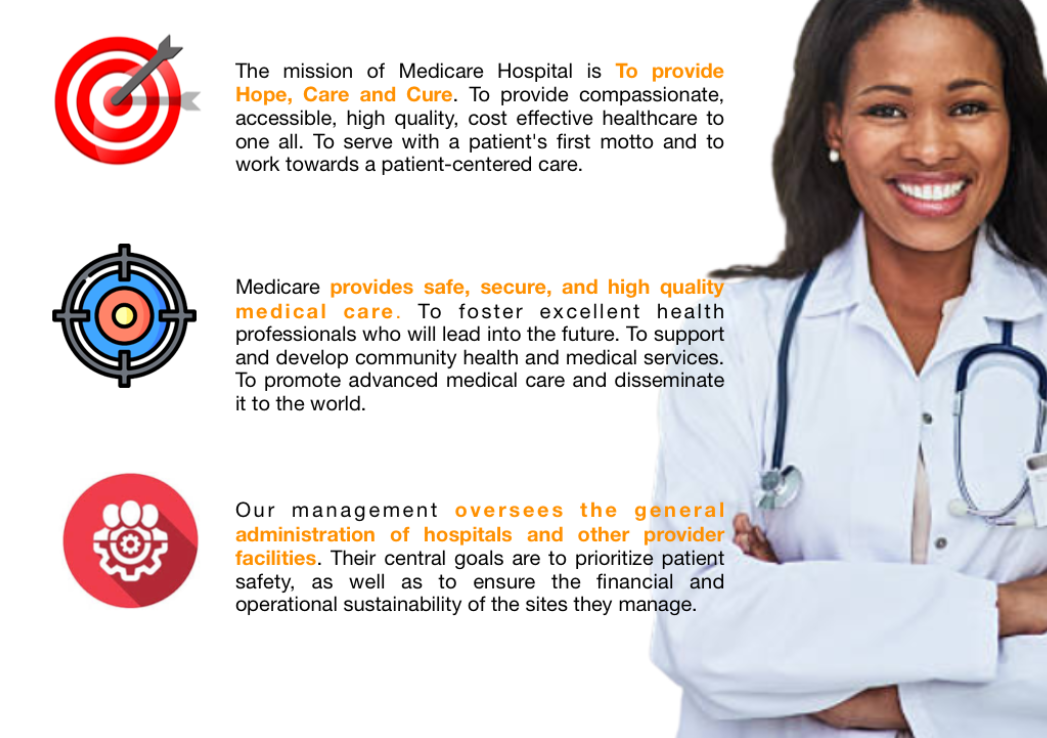 The mission of Medicare Hospital is To provide
Hope, Care and Cure. To provide compassionate,
accessible, high quality, cost effective healthcare to
one all. To serve with a patient's first motto and to
work towards a patient-centered care.
Medicare provides safe, secure, and high quality
medical care. To foster excellent health
professionals who will lead into the future. To support
and develop community health and medical services.
To promote advanced medical care and disseminate
it to the world.
Our management oversees the general
administration of hospitals and other provider
facilities. Their central goals are to prioritize patient
safety, as well as to ensure the financial and
operational sustainability of the sites they manage.